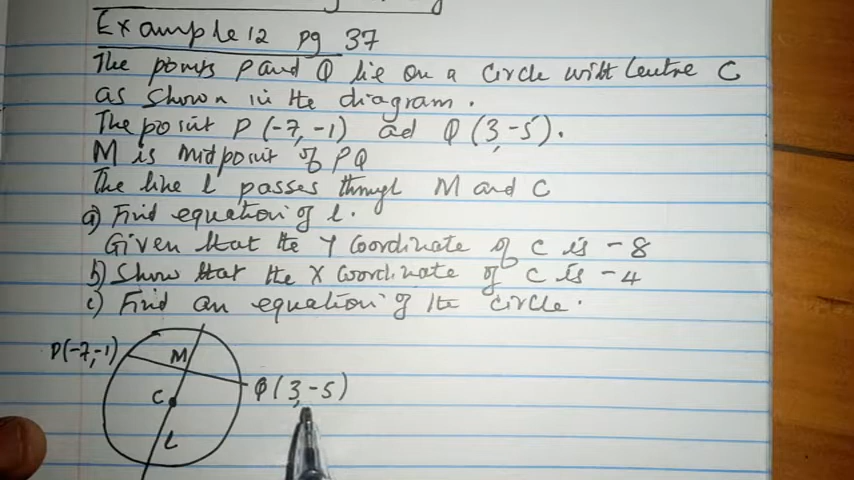 Example 12 pg 37
The points P and Q lie on a circle with Centre C
as shown in the diagram.
The point P (-7, -1) ad Q (3, -5).
M is midpoint of PQ
The line l passes through M and C
a) Find equation of l.
Given that the Y coordinate of C is -8
b) Show that the X coordinate of C is -4
c) Find an equation of the circle.
P(-7, -1)
M
Q (3, -5)
C
l